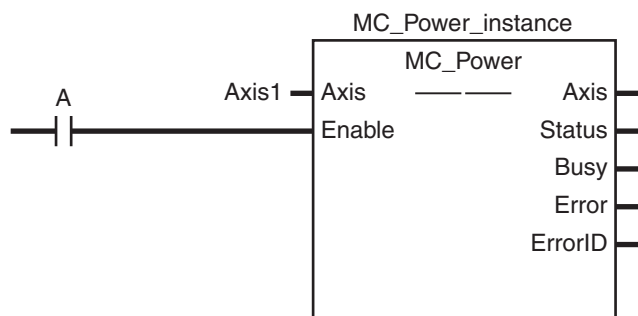 MC_Power_instance
MC_Power
A
Axis1 Axis Axis
Enable Status
Busy
Error
ErrorID